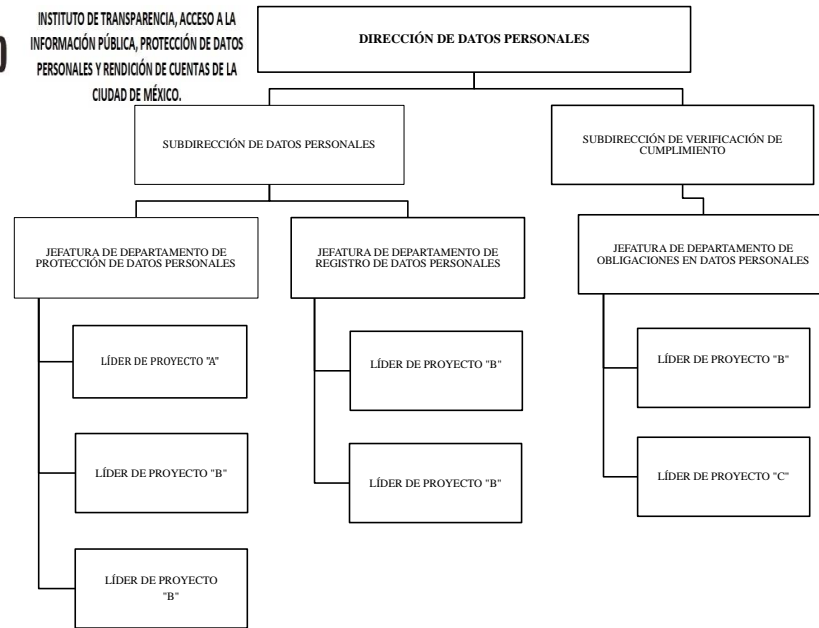 INSTITUTO DE TRANSPARENCIA, ACCESO A LA
INFORMACIÓN PÚBLICA, PROTECCIÓN DE DATOS
PERSONALES Y RENDICIÓN DE CUENTAS DE LA
CIUDAD DE MÉXICO.
DIRECCIÓN DE DATOS PERSONALES
SUBDIRECCIÓN DE DATOS PERSONALES
SUBDIRECCIÓN DE VERIFICACIÓN DE
CUMPLIMIENTO
JEFATURA DE DEPARTAMENTO DE
PROTECCIÓN DE DATOS PERSONALES
JEFATURA DE DEPARTAMENTO DE
REGISTRO DE DATOS PERSONALES
JEFATURA DE DEPARTAMENTO DE
OBLIGACIONES EN DATOS PERSONALES
LÍDER DE PROYECTO "A"
LÍDER DE PROYECTO "B"
LÍDER DE PROYECTO "B"
LÍDER DE PROYECTO "B"
LÍDER DE PROYECTO "B"
LÍDER DE PROYECTO "C"
LÍDER DE PROYECTO
"B"